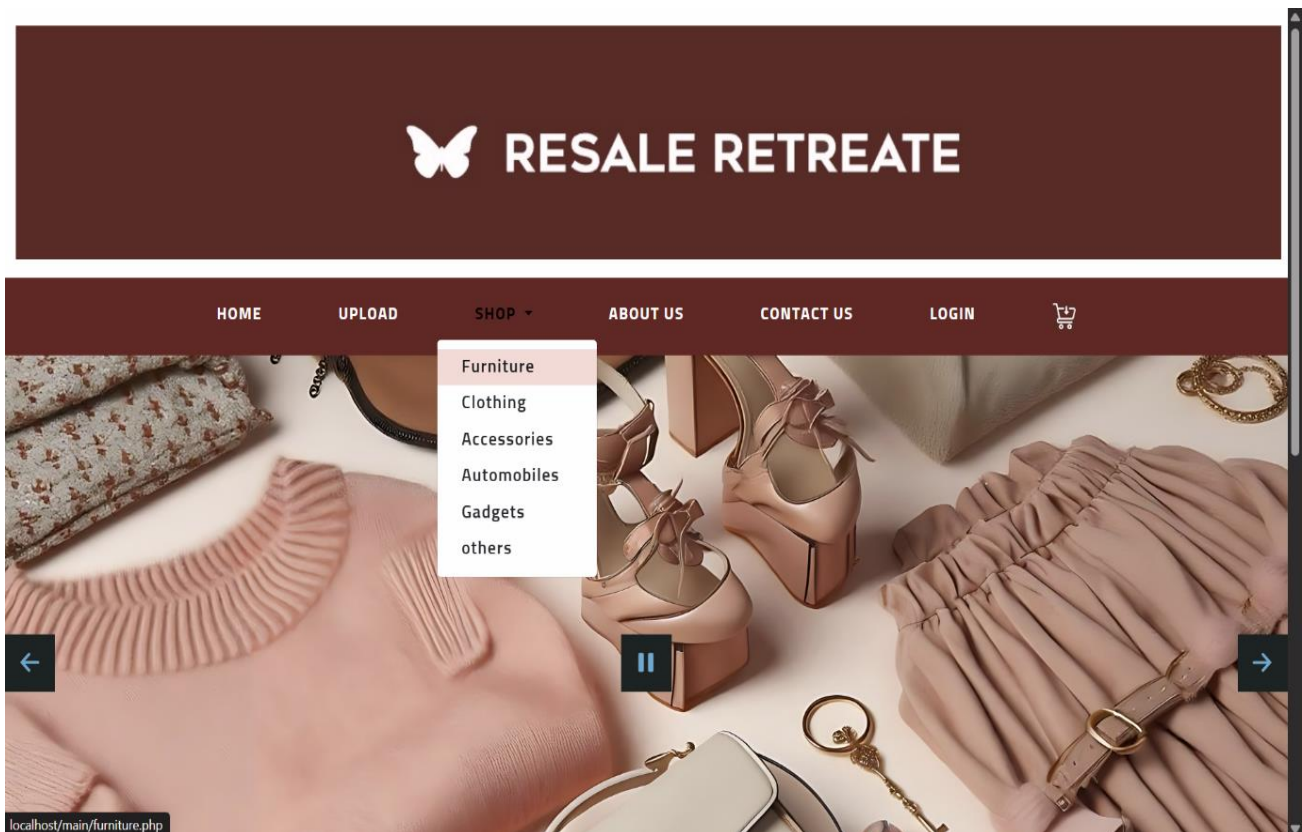 RESALE RETREATE
HOME UPLOAD SHOP ABOUT US CONTACT US LOGIN
Furniture
Clothing
Accessories
Automobiles
Gadgets
others
localhost/main/furniture.php